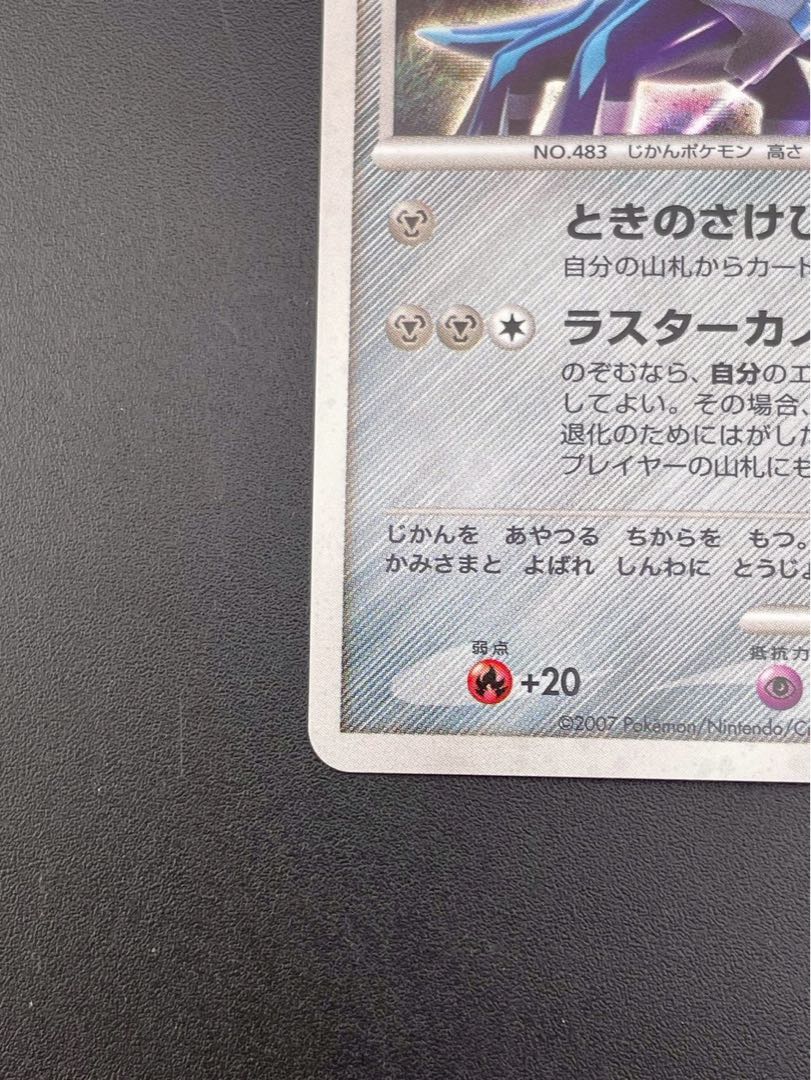 NO.483 じかんポケモン 高さ
ときのさけび
自分の山札からカード
ラスターカノ
のぞむなら、自分のエ
してよい。その場合、
退化のためにはがした
プレイヤーの山札にも
じかんを あやつる ちからを もつ。
かみさまと よばれ しんわに とうじょ
弱点
抵抗力
+20
©2007 Pokémon/Nintendo/C